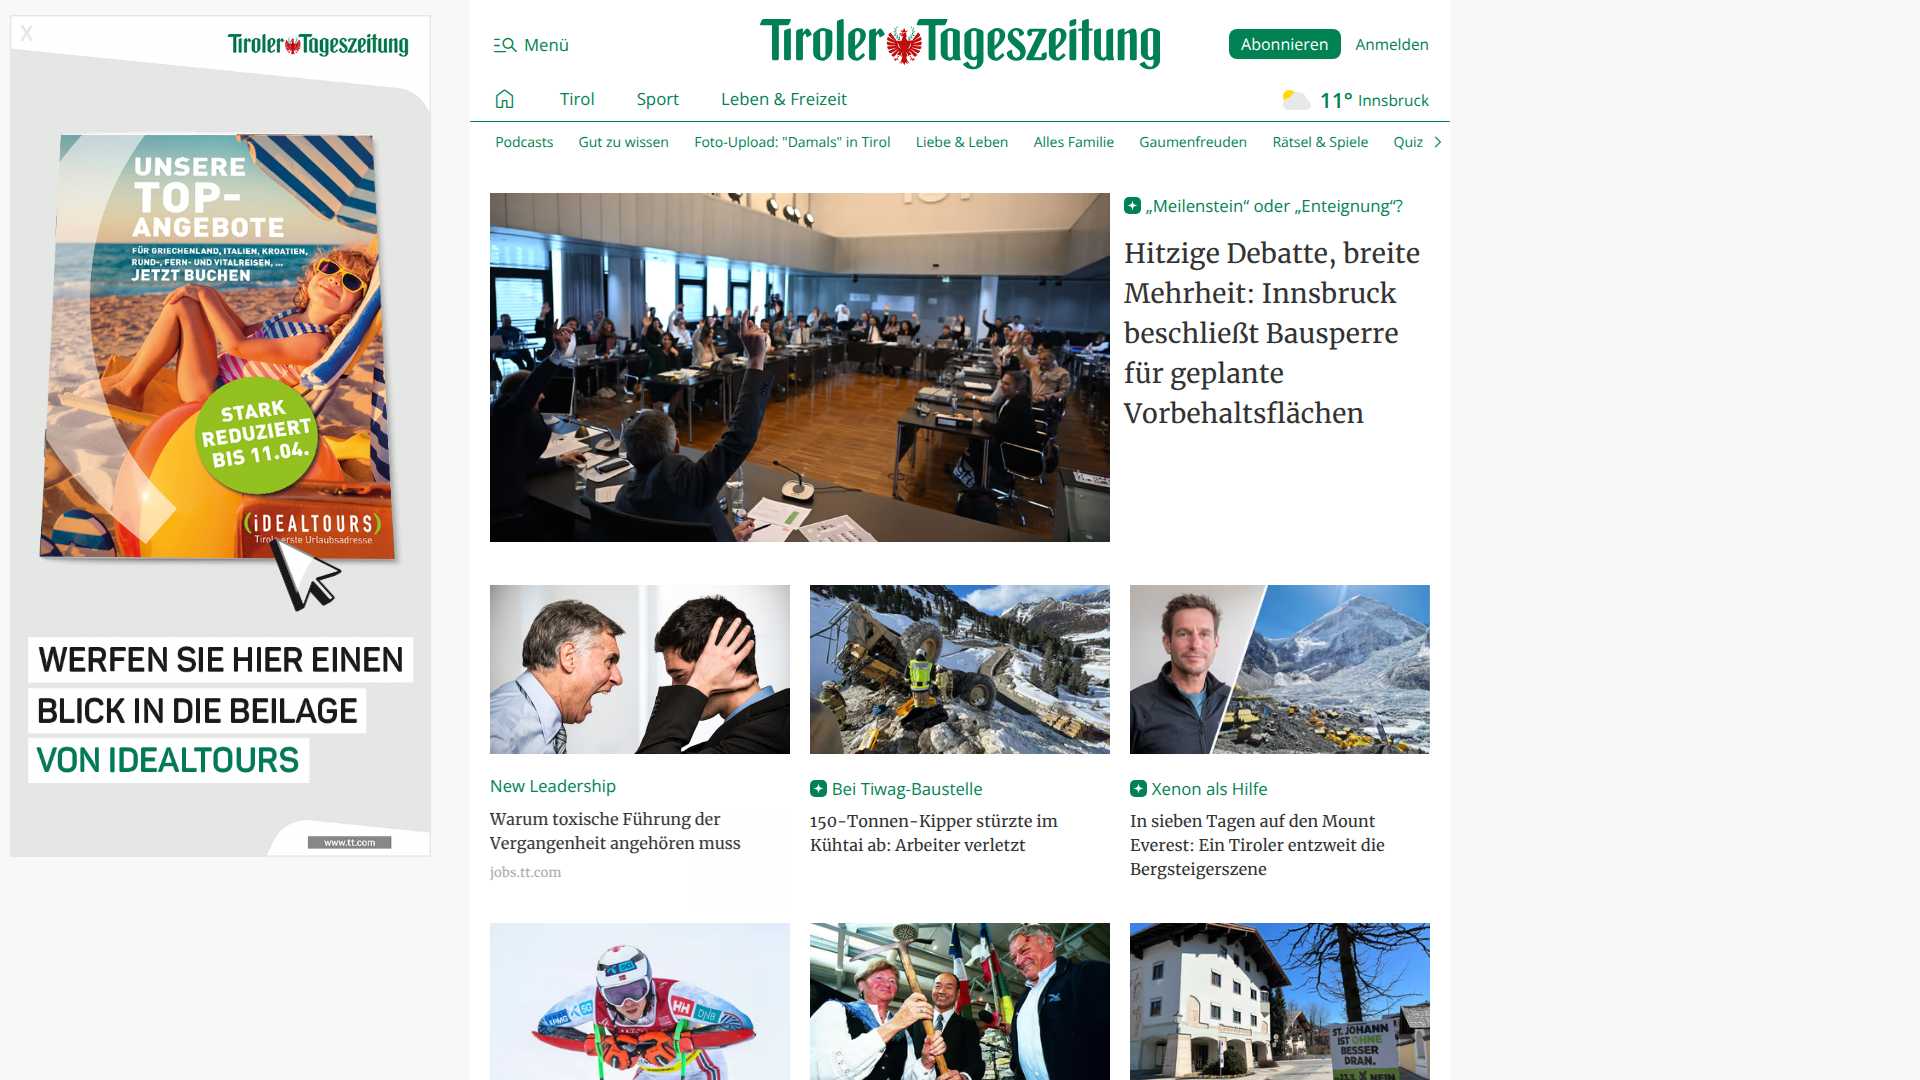 X
Tiroler Tageszeitung
UNSERE
TOP-
ANGEBOTE
FÜR GRIECHENLAND, ITALIEN, KROATIEN,
RUND-, FERN- UND VITALREISEN, ...
JETZT BUCHEN
STARK
REDUZIERT
BIS 11.04.
(iDEALTOURS)
Tirols erste Urlaubsadresse
WERFEN SIE HIER EINEN
BLICK IN DIE BEILAGE
VON IDEALTOURS
www.tt.com
Menü
Tiroler Tageszeitung
Abonnieren
Anmelden
Tirol
Sport
Leben & Freizeit
11° Innsbruck
Podcasts
Gut zu wissen
Foto-Upload: "Damals" in Tirol
Liebe & Leben
Alles Familie
Gaumenfreuden
Rätsel & Spiele
Quiz
„Meilenstein“ oder „Enteignung“?
Hitzige Debatte, breite
Mehrheit: Innsbruck
beschließt Bausperre
für geplante
Vorbehaltsflächen
New Leadership
Warum toxische Führung der
Vergangenheit angehören muss
jobs.tt.com
Bei Tiwag-Baustelle
150-Tonnen-Kipper stürzte im
Kühtai ab: Arbeiter verletzt
Xenon als Hilfe
In sieben Tagen auf den Mount
Everest: Ein Tiroler entzweit die
Bergsteigerszene
KPMG
HH
DNB
ST. JOHANN
IST OHNE
BESSER
DRAN.
NEIN